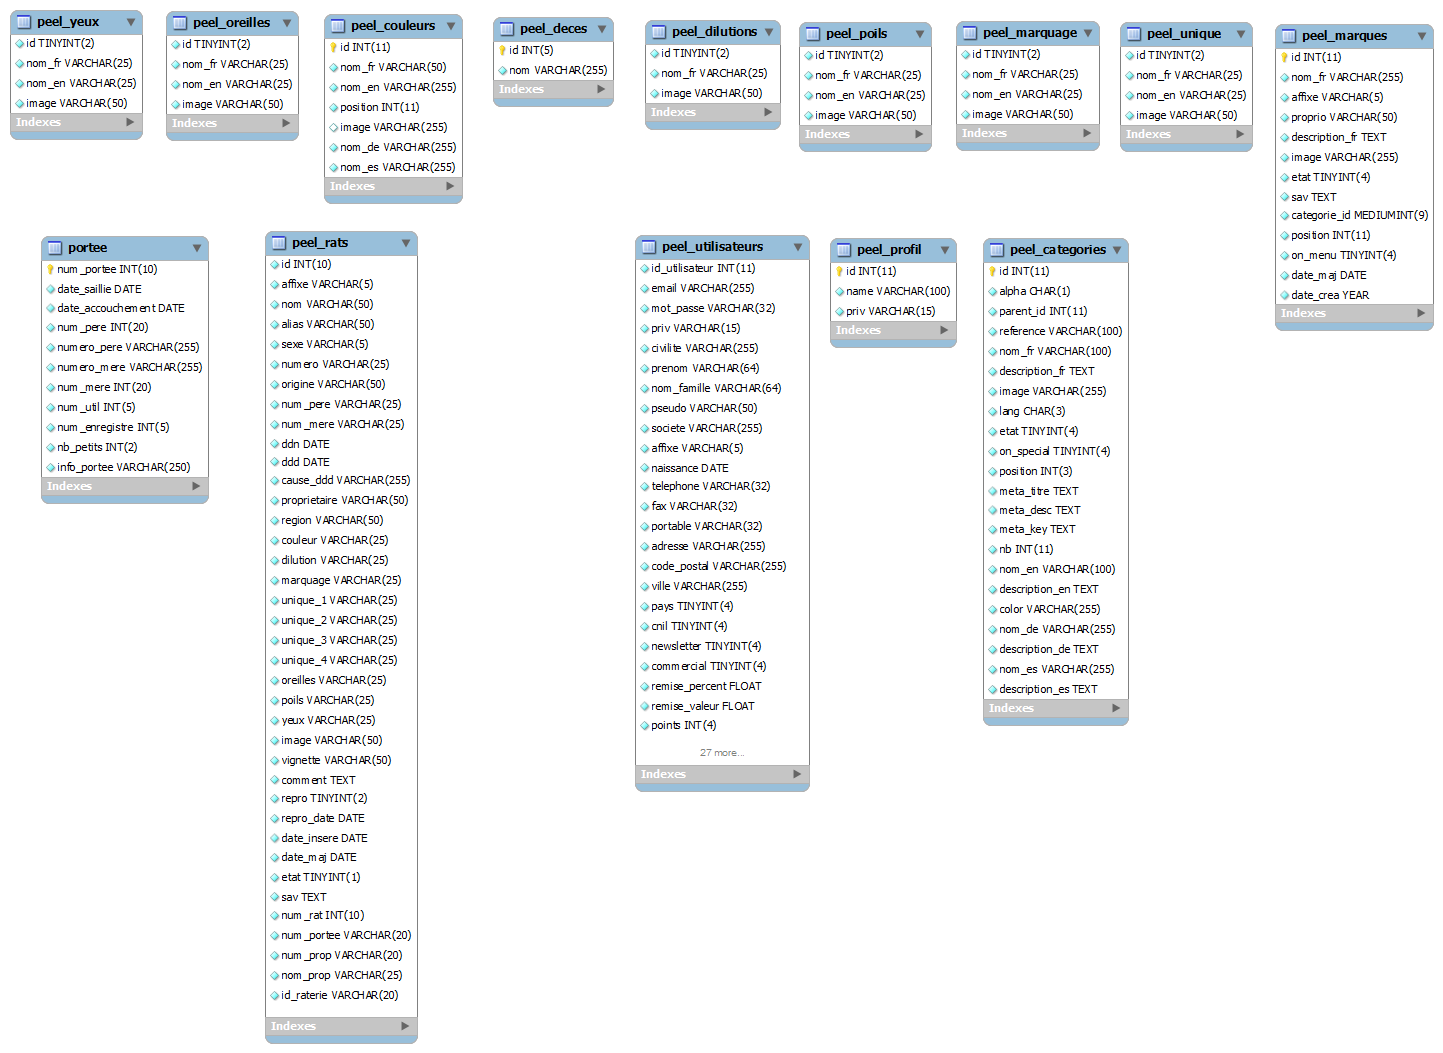 peel_yeux
id TINYINT(2)
nom_fr VARCHAR(25)
nom_en VARCHAR(25)
image VARCHAR(50)
Indexes
peel_oreilles
id TINYINT(2)
nom_fr VARCHAR(25)
nom_en VARCHAR(25)
image VARCHAR(50)
Indexes
peel_couleurs
id INT(11)
nom_fr VARCHAR(50)
nom_en VARCHAR(255)
position INT(11)
image VARCHAR(255)
nom_de VARCHAR(255)
nom_es VARCHAR(255)
Indexes
peel_deces
id INT(5)
nom VARCHAR(255)
Indexes
peel_dilutions
id TINYINT(2)
nom_fr VARCHAR(25)
image VARCHAR(50)
Indexes
peel_poils
id TINYINT(2)
nom_fr VARCHAR(25)
nom_en VARCHAR(25)
image VARCHAR(50)
Indexes
peel_marquage
id TINYINT(2)
nom_fr VARCHAR(25)
nom_en VARCHAR(25)
image VARCHAR(50)
Indexes
peel_unique
id TINYINT(2)
nom_fr VARCHAR(25)
nom_en VARCHAR(25)
image VARCHAR(50)
Indexes
peel_marques
id INT(11)
nom_fr VARCHAR(255)
affixe VARCHAR(5)
proprio VARCHAR(50)
description_fr TEXT
image VARCHAR(255)
etat TINYINT(4)
sav TEXT
categorie_id MEDIUMINT(9)
position INT(11)
on_menu TINYINT(4)
date_maj DATE
date_crea YEAR
Indexes
portee
num_portee INT(10)
date_saillie DATE
date_accouchement DATE
num_pere INT(20)
numero_pere VARCHAR(255)
numero_mere VARCHAR(255)
num_mere INT(20)
num_util INT(5)
num_enregistre INT(5)
nb_petits INT(2)
info_portee VARCHAR(250)
Indexes
peel_rats
id INT(10)
affixe VARCHAR(5)
nom VARCHAR(50)
alias VARCHAR(50)
sexe VARCHAR(5)
numero VARCHAR(25)
origine VARCHAR(50)
num_pere VARCHAR(25)
num_mere VARCHAR(25)
ddn DATE
ddd DATE
cause_ddd VARCHAR(255)
proprietaire VARCHAR(50)
region VARCHAR(50)
couleur VARCHAR(25)
dilution VARCHAR(25)
marquage VARCHAR(25)
unique_1 VARCHAR(25)
unique_2 VARCHAR(25)
unique_3 VARCHAR(25)
unique_4 VARCHAR(25)
oreilles VARCHAR(25)
poils VARCHAR(25)
yeux VARCHAR(25)
image VARCHAR(50)
vignette VARCHAR(50)
comment TEXT
repro TINYINT(2)
repro_date DATE
date_insere DATE
date_maj DATE
etat TINYINT(1)
sav TEXT
num_rat INT(10)
num_portee VARCHAR(20)
num_prop VARCHAR(20)
nom_prop VARCHAR(25)
id_raterie VARCHAR(20)
Indexes
peel_utilisateurs
id_utilisateur INT(11)
email VARCHAR(255)
mot_passe VARCHAR(32)
priv VARCHAR(15)
civilite VARCHAR(255)
prenom VARCHAR(64)
nom_famille VARCHAR(64)
pseudo VARCHAR(50)
societe VARCHAR(255)
affixe VARCHAR(5)
naissance DATE
telephone VARCHAR(32)
fax VARCHAR(32)
portable VARCHAR(32)
adresse VARCHAR(255)
code_postal VARCHAR(255)
ville VARCHAR(255)
pays TINYINT(4)
cnil TINYINT(4)
newsletter TINYINT(4)
commercial TINYINT(4)
remise_percent FLOAT
remise_valeur FLOAT
points INT(4)
27 more...
Indexes
peel_profil
id INT(11)
name VARCHAR(100)
priv VARCHAR(15)
Indexes
peel_categories
id INT(11)
alpha CHAR(1)
parent_id INT(11)
reference VARCHAR(100)
nom_fr VARCHAR(100)
description_fr TEXT
image VARCHAR(255)
lang CHAR(3)
etat TINYINT(4)
on_special TINYINT(4)
position INT(3)
meta_titre TEXT
meta_desc TEXT
meta_key TEXT
nb INT(11)
nom_en VARCHAR(100)
description_en TEXT
color VARCHAR(255)
nom_de VARCHAR(255)
description_de TEXT
nom_es VARCHAR(255)
description_es TEXT
Indexes